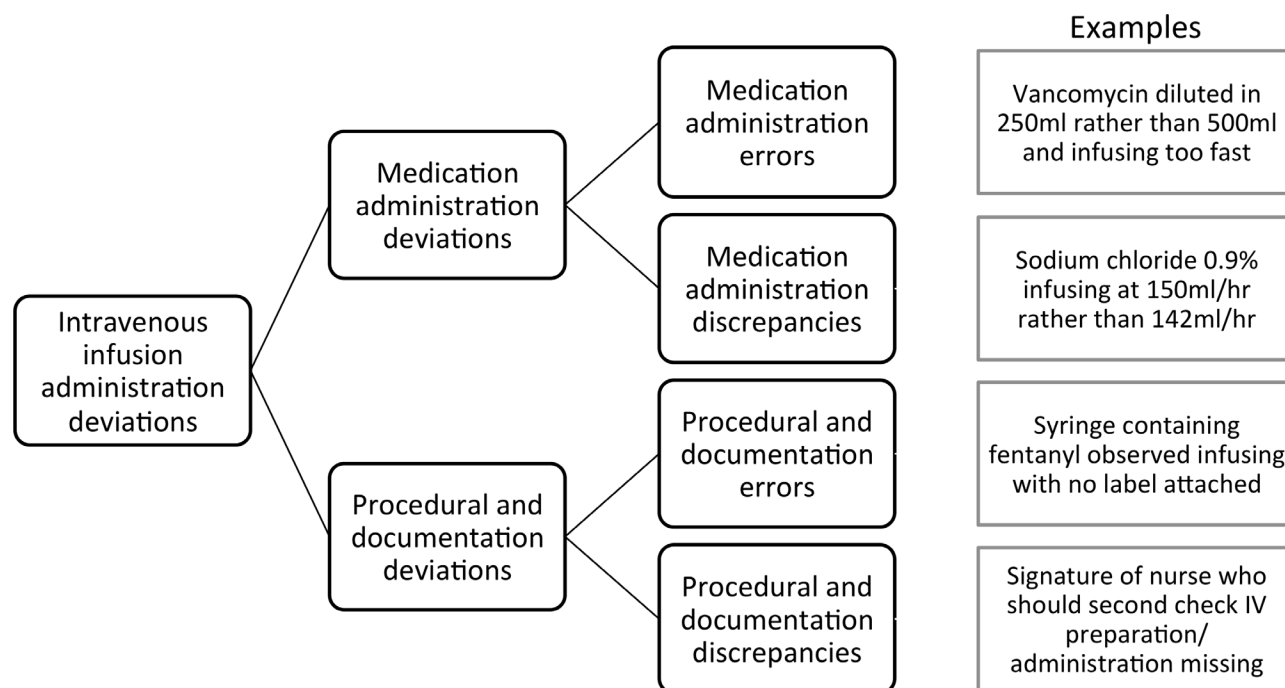 Examples
Intravenous
infusion
administration
deviations
Medication
administration
deviations
Procedural and
documentation
deviations
Medication
administration
errors
Vancomycin diluted in
250ml rather than 500ml
and infusing too fast
Medication
administration
discrepancies
Sodium chloride 0.9%
infusing at 150ml/hr
rather than 142ml/hr
Procedural and
documentation
errors
Syringe containing
fentanyl observed infusing
with no label attached
Procedural and
documentation
discrepancies
Signature of nurse who
should second check IV
preparation/
administration missing